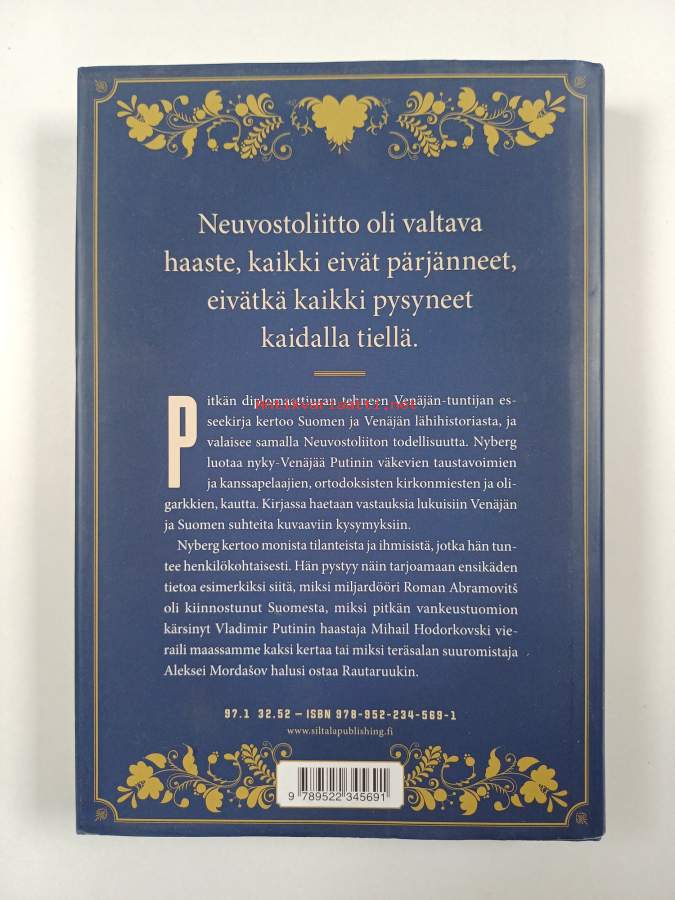 Neuvostoliitto oli valtava
haaste, kaikki eivät pärjänneet,
eivätkä kaikki pysyneet
kaidalla tiellä.
Pitkän diplomaattiuran tehneen Venäjän-tuntijan es-
antikvariaatti.net
seekirja kertoo Suomen ja Venäjän lähihistoriasta, ja
valaisee samalla Neuvostoliiton todellisuutta. Nyberg
luotaa nyky-Venäjää Putinin väkevien taustavoimien
ja kanssapelaajien, ortodoksisten kirkonmiesten ja oli-
garkkien, kautta. Kirjassa haetaan vastauksia lukuisiin Venäjän
ja Suomen suhteita kuvaaviin kysymyksiin.
Nyberg kertoo monista tilanteista ja ihmisistä, jotka hän tun-
tee henkilökohtaisesti. Hän pystyy näin tarjoamaan ensikäden
tietoa esimerkiksi siitä, miksi miljardööri Roman Abramovitš
oli kiinnostunut Suomesta, miksi pitkän vankeustuomion
kärsinyt Vladimir Putinin haastaja Mihail Hodorkovski vie-
raili maassamme kaksi kertaa tai miksi teräsalan suuromistaja
Aleksei Mordašov halusi ostaa Rautaruukin.
97.1 32.52 – ISBN 978-952-234-569-1
www.siltalapublishing.fi
9 789522 345691